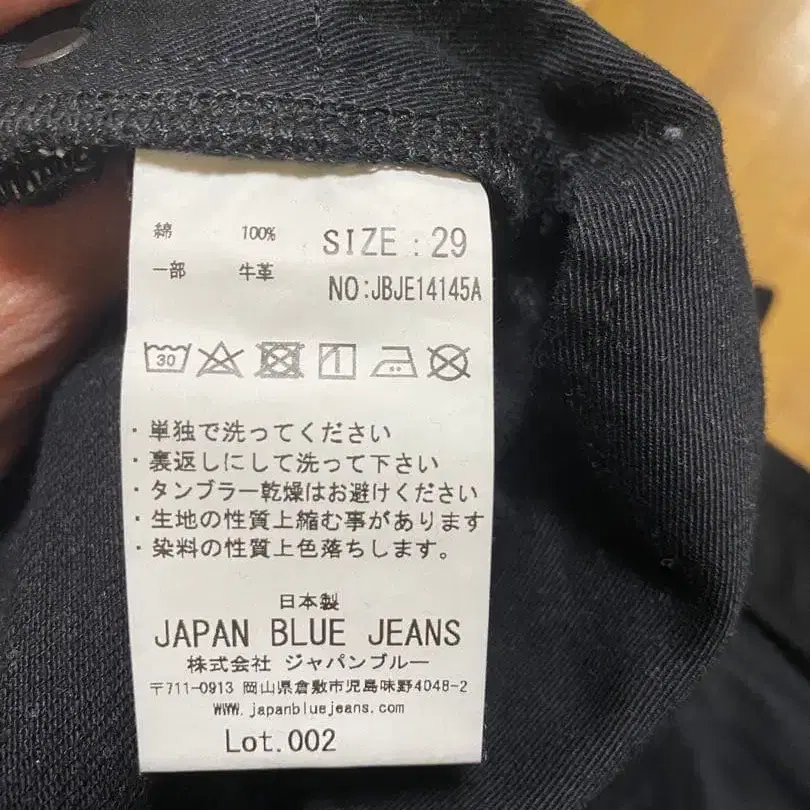 綿 100%
SIZE : 29
一部 牛革
NO:JBJE14145A
30
・単独で洗ってください
・裏返しにして洗って下さい
・タンブラー乾燥はお避けください
・生地の性質上縮む事があります
・染料の性質上色落ちします。
日本製
JAPAN BLUE JEANS
株式会社 ジャパンブルー
〒711-0913 岡山県倉敷市児島味野4048-2
WWW.japanbluejeans.com
Lot.002